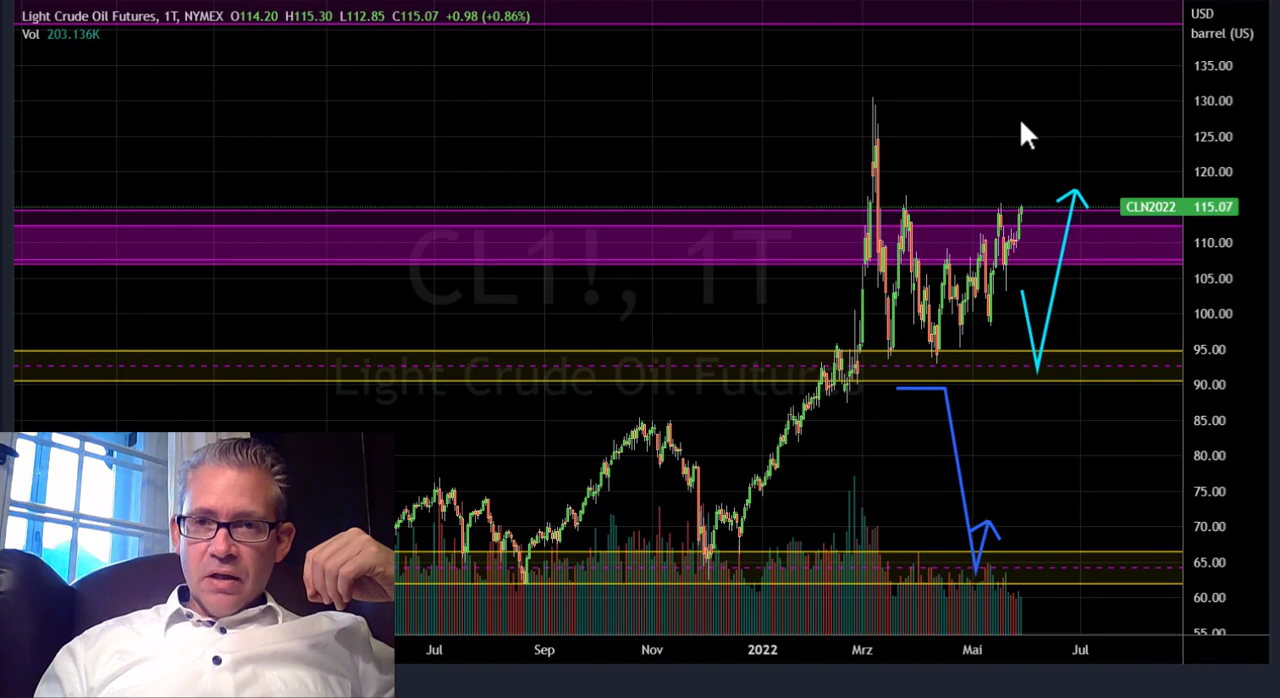 Light Crude Oil Futures, 1T, NYMEX O114.20 H115.30 L112.85 C115.07 +0.98 (+0.86%)
Vol 203.136K
USD
barrel (US)
135.00
130.00
125.00
120.00
CLN2022 115.07
110.00
105.00
100.00
95.00
90.00
85.00
80.00
75.00
70.00
65.00
60.00
55.00
CL1!, 1T
Light Crude Oil Futures
Jul Sep Nov 2022 Mrz Mai Jul